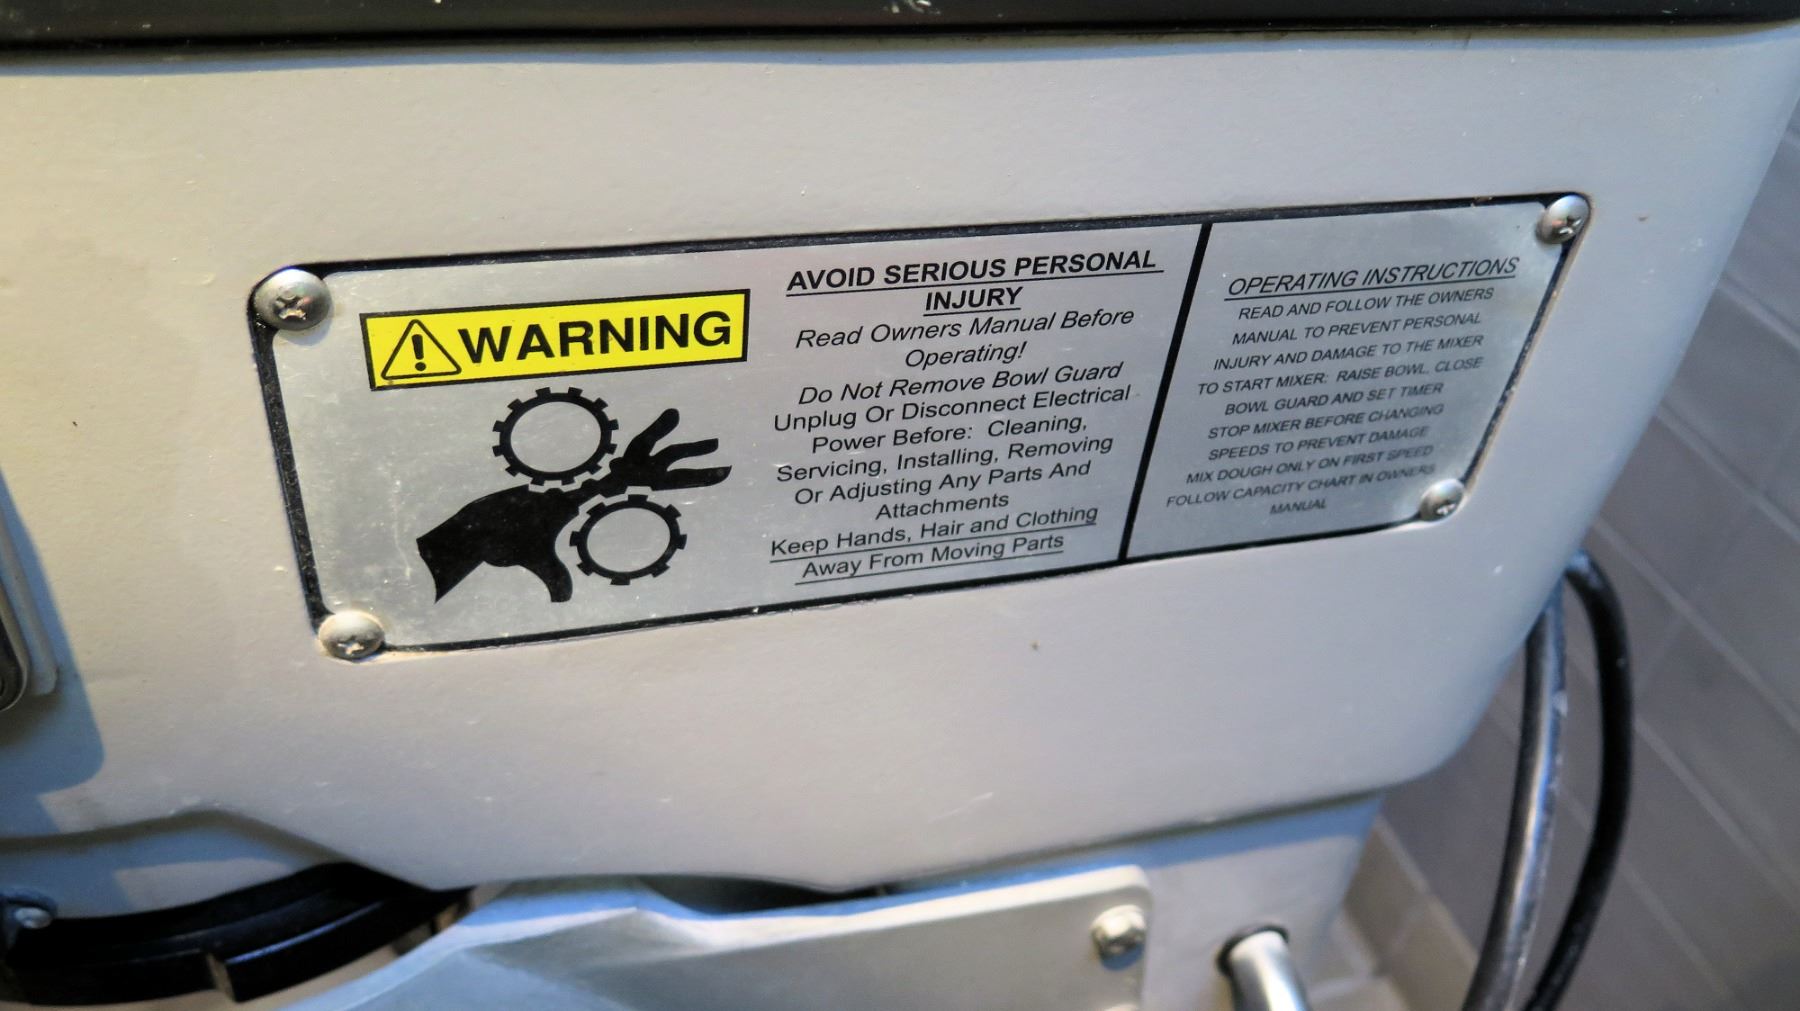 WARNING
AVOID SERIOUS PERSONAL
INJURY
Read Owners Manual Before
Operating!
Do Not Remove Bowl Guard
Unplug Or Disconnect Electrical
Power Before: Cleaning,
Servicing, Installing, Removing
Or Adjusting Any Parts And
Attachments
Keep Hands, Hair and Clothing
Away From Moving Parts
OPERATING INSTRUCTIONS
READ AND FOLLOW THE OWNERS
MANUAL TO PREVENT PERSONAL
INJURY AND DAMAGE TO THE MIXER
TO START MIXER: RAISE BOWL, CLOSE
BOWL GUARD AND SET TIMER
STOP MIXER BEFORE CHANGING
SPEEDS TO PREVENT DAMAGE
MIX DOUGH ONLY ON FIRST SPEED
FOLLOW CAPACITY CHART IN OWNERS
MANUAL